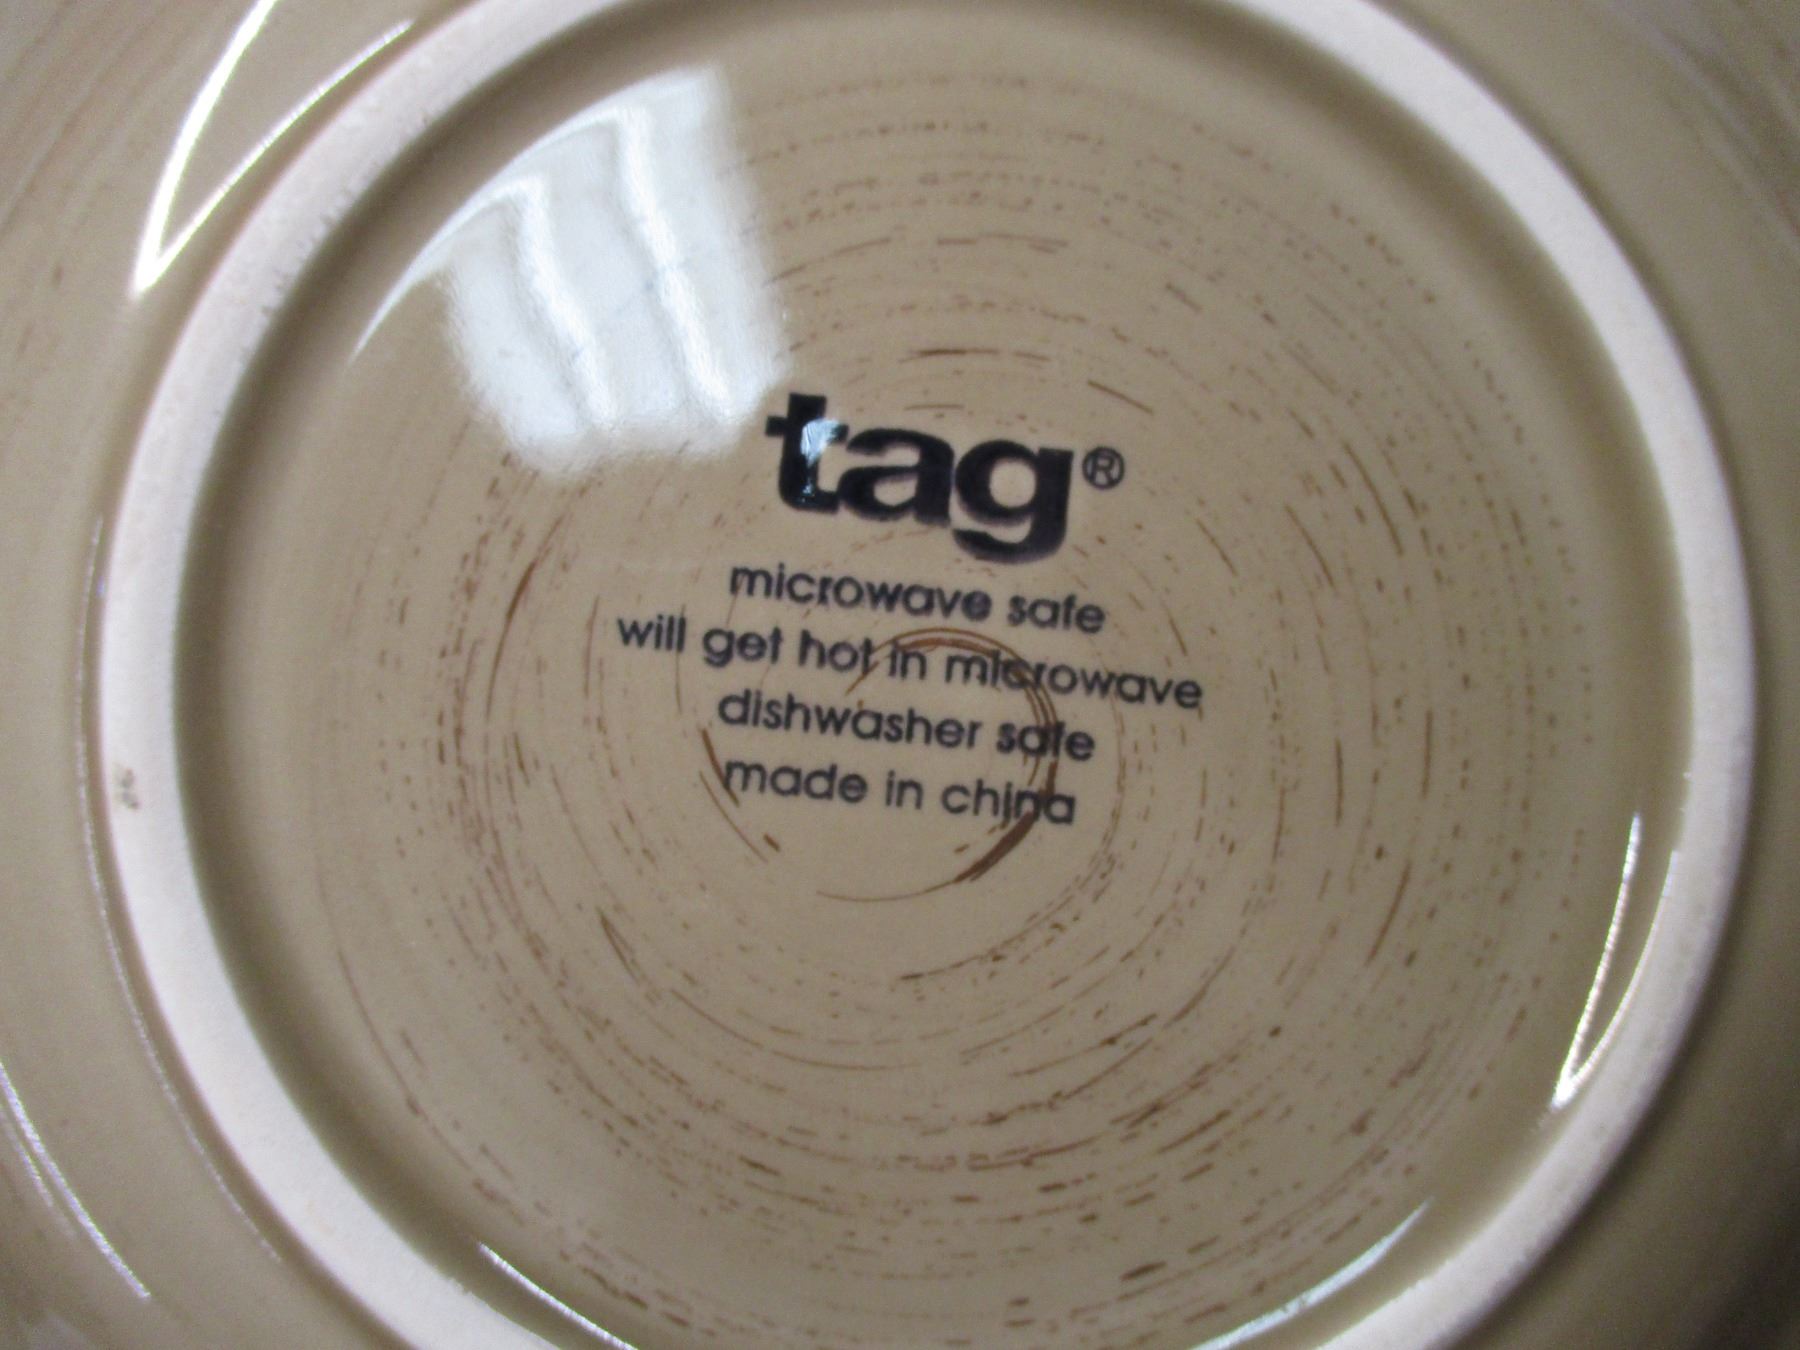 tag®
microwave safe
will get hot in microwave
dishwasher safe
made in china